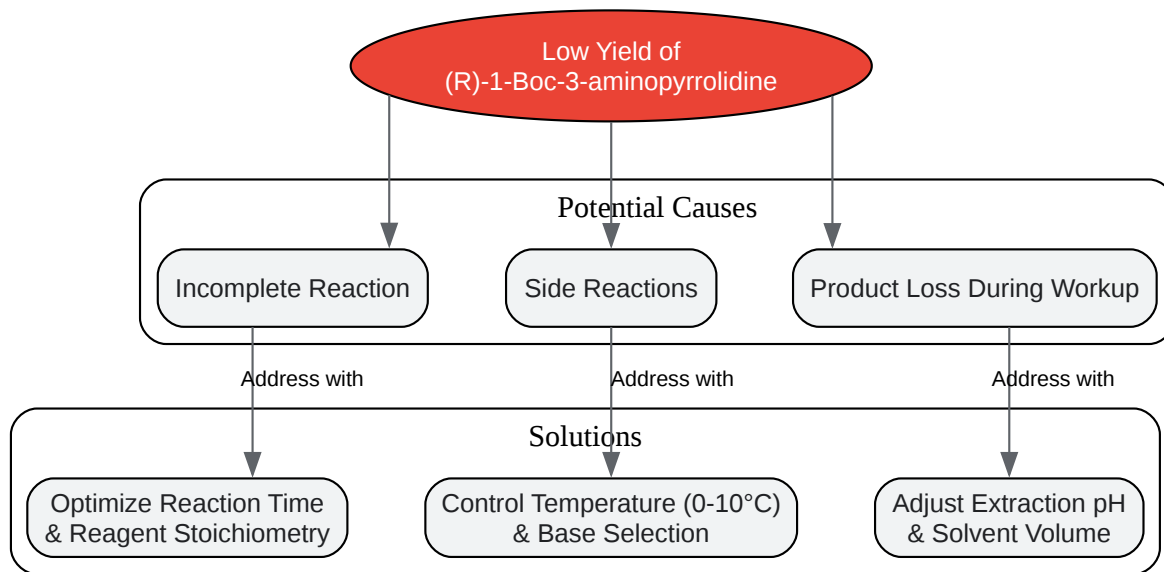 Low Yield of
(R)-1-Boc-3-aminopyrrolidine
Potential Causes
Incomplete Reaction
Side Reactions
Product Loss During Workup
Address with
Address with
Address with
Solutions
Optimize Reaction Time
& Reagent Stoichiometry
Control Temperature (0-10°C)
& Base Selection
Adjust Extraction pH
& Solvent Volume